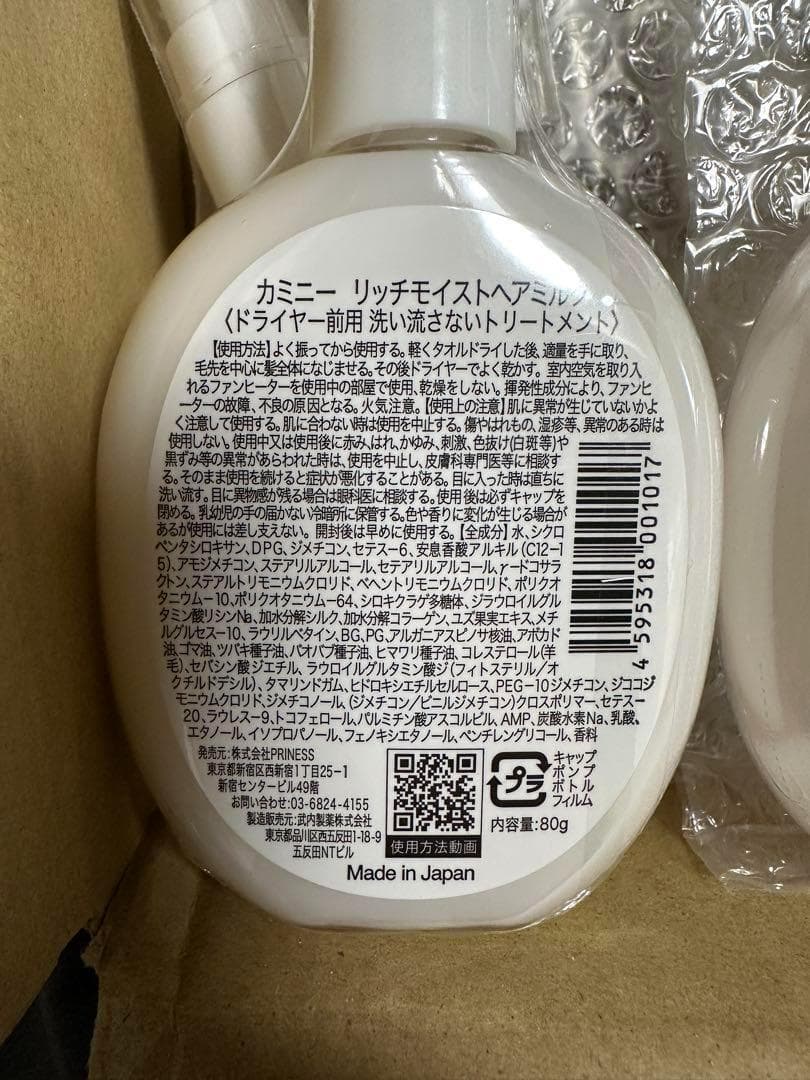 カミニー リッチモイストヘアミルク
〈ドライヤー前用 洗い流さないトリートメント〉
【使用方法】よく振ってから使用する。軽くタオルドライした後、適量を手に取り、
毛先を中心に髪全体になじませる。その後ドライヤーでよく乾かす。室内空気を取り入
れるファンヒーターを使用中の部屋で使用、乾燥をしない。揮発性成分により、ファンヒ
ーターの故障、不良の原因となる。火気注意。【使用上の注意】肌に異常が生じていないかよ
く注意して使用する。肌に合わない時は使用を中止する。傷やはれもの、湿疹等、異常のある時は
使用しない。使用中又は使用後に赤み、はれ、かゆみ、刺激、色抜け(白斑等)や
黒ずみ等の異常があらわれた時は、使用を中止し、皮膚科専門医等に相談す
る。そのまま使用を続けると症状が悪化することがある。目に入った時は直ちに
洗い流す。目に異物感が残る場合は眼科医に相談する。使用後は必ずキャップを
閉める。乳幼児の手の届かない冷暗所に保管する。色や香りに変化が生じる場合が
あるが使用には差し支えない。開封後は早めに使用する。【全成分】水、シクロ
ペンタシロキサン、DPG、ジメチコン、セテス-6、安息香酸アルキル(C12-1
5)、アモジメチコン、ステアリルアルコール、セテアリルアルコール、γ-ドコサラ
クトン、ステアルトリモニウムクロリド、ベヘントリモニウムクロリド、ポリクオ
タニウム-10、ポリクオタニウム-64、シロキクラゲ多糖体、ジラウロイルグル
タミン酸リシンNa、加水分解シルク、加水分解コラーゲン、ユズ果実エキス、メチ
ルグルセス-10、ラウリルベタイン、BG、PG、アルガニアスピノサ核油、アボカド
油、ゴマ油、ツバキ種子油、バオバブ種子油、ヒマワリ種子油、コレステロール(羊
毛)、セバシン酸ジエチル、ラウロイルグルタミン酸ジ(フィトステリル/オ
クチルドデシル)、タマリンドガム、ヒドロキシエチルセルロース、PEG-10ジメチコン、ジココジ
モニウムクロリド、ジメチコノール、(ジメチコン/ビニルジメチコン)クロスポリマー、セテス-
20、ラウレス-9、トコフェロール、パルミチン酸アスコルビル、AMP、炭酸水素Na、乳酸、
エタノール、イソプロパノール、フェノキシエタノール、ペンチレングリコール、香料
4 595318 001017
発売元:株式会社PRINESS
東京都新宿区西新宿1丁目25-1
新宿センタービル49階
お問い合わせ:03-6824-4155
製造販売元:武内製薬株式会社
東京都品川区西五反田1-18-9
五反田NTビル
使用方法動画
プラ
キャップ
ポンプ
ボトル
フィルム
内容量:80g
Made in Japan